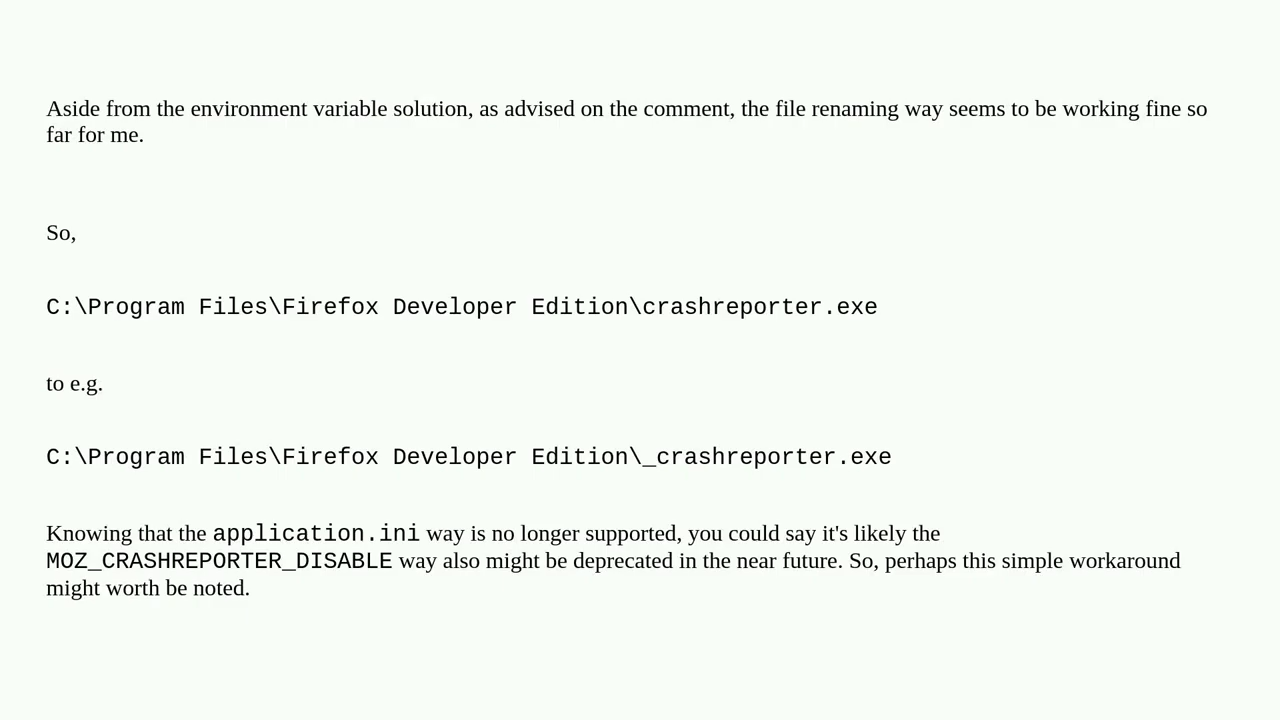 Aside from the environment variable solution, as advised on the comment, the file renaming way seems to be working fine so
far for me.
So,
C:\Program Files\Firefox Developer Edition\crashreporter.exe
to e.g.
C:\Program Files\Firefox Developer Edition\_crashreporter.exe
Knowing that the application.ini way is no longer supported, you could say it's likely the
MOZ_CRASHREPORTER_DISABLE way also might be deprecated in the near future. So, perhaps this simple workaround
might worth be noted.